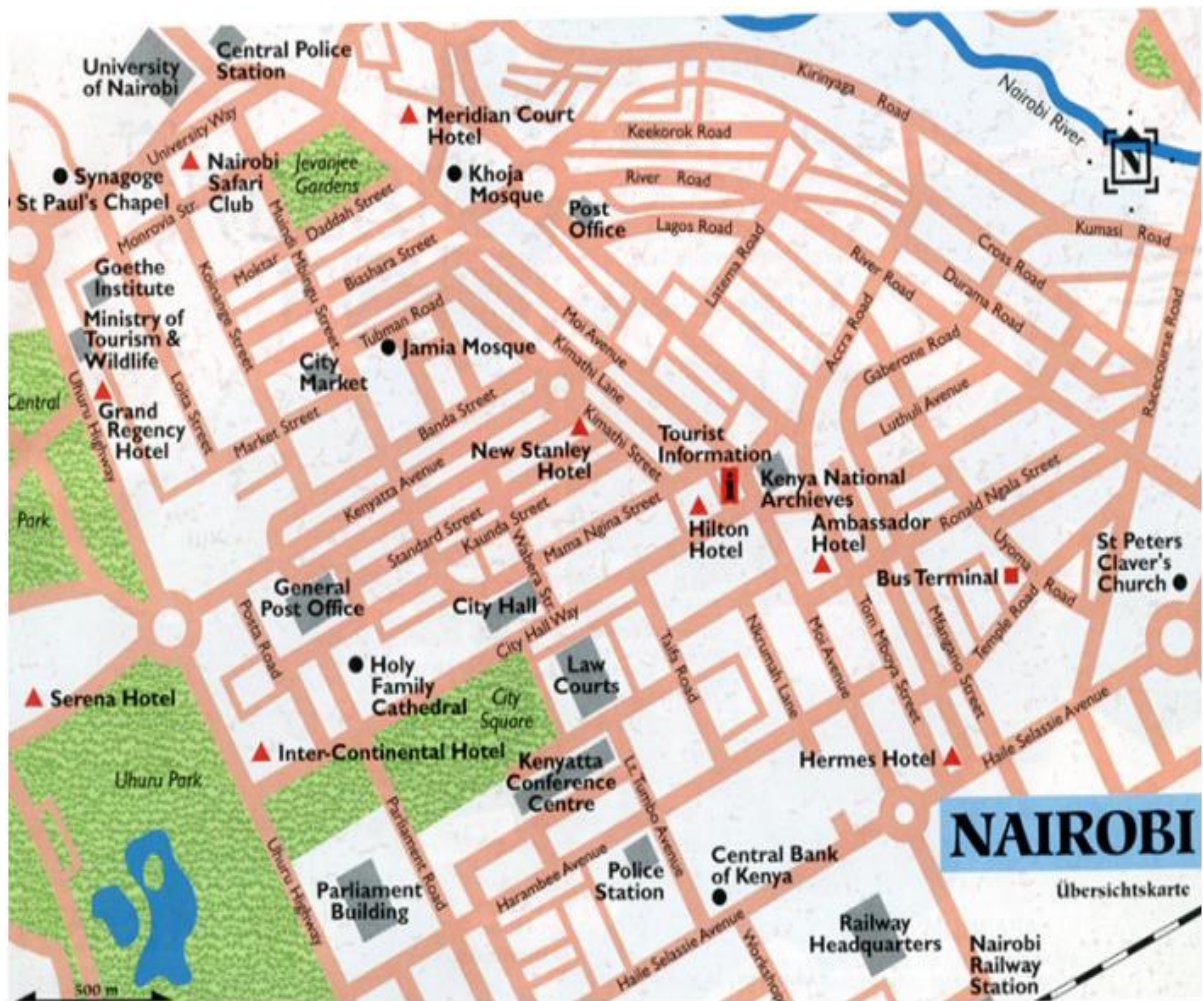 University
of Nairobi
Central Police
Station
University Way
Meridian Court
Hotel
Kirinyaga Road
Nairobi River
N
Keekorok Road
Synagoge
St Paul's Chapel
Nairobi
Safari
Club
Jevanjee
Gardens
Khoja
Mosque
River Road
Post
Office
Lagos Road
Kumasi Road
Monrovia Str.
Moktar Daddah Street
Muindi Mbingu Street
Biashara Street
Koinange Street
Latema Road
River Road
Cross Road
Duruma Road
Goethe
Institute
Ministry of
Tourism &
Wildlife
Tubman Road
Jamia Mosque
City
Market
Moi Avenue
Kimathi Lane
Accra Road
Gaberone Road
Racecourse Road
Central
Park
Uhuru Highway
Grand
Regency
Hotel
Loita Street
Market Street
Banda Street
Luthuli Avenue
Kimathi Street
New Stanley
Hotel
Tourist
Information
i
Kenya National
Archieves
Kenyatta Avenue
Standard Street
Kaunda Street
Wabera Str.
Mama Ngina Street
Hilton
Hotel
Ambassador
Hotel
Ronald Ngala Street
Uyoma Road
St Peters
Claver's
Church
Bus Terminal
Temple Road
General
Post Office
City Hall
City Hall Way
Posta Road
Holy
Family
Cathedral
City
Square
Law
Courts
Taifa Road
Nkrumah Lane
Moi Avenue
Tom Mboya Street
Mfangano Street
Serena Hotel
Inter-Continental Hotel
Kenyatta
Conference
Centre
Hermes Hotel
Haile Selassie Avenue
Uhuru Park
Parliament Road
Lt. Tumbo Avenue
NAIROBI
Übersichtskarte
Uhuru Highway
Parliament
Building
Harambee Avenue
Police
Station
Central Bank
of Kenya
Haile Selassie Avenue
Railway
Headquarters
Nairobi
Railway
Station
500 m